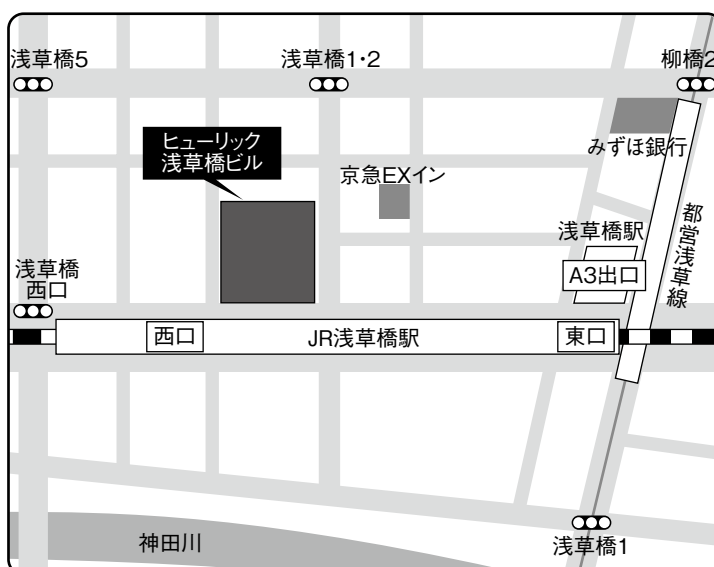 浅草橋5
浅草橋1・2
柳橋2
ヒューリック
浅草橋ビル
みずほ銀行
京急EXイン
都営浅草線
浅草橋駅
A3出口
浅草橋
西口
西口
JR浅草橋駅
東口
神田川
浅草橋1